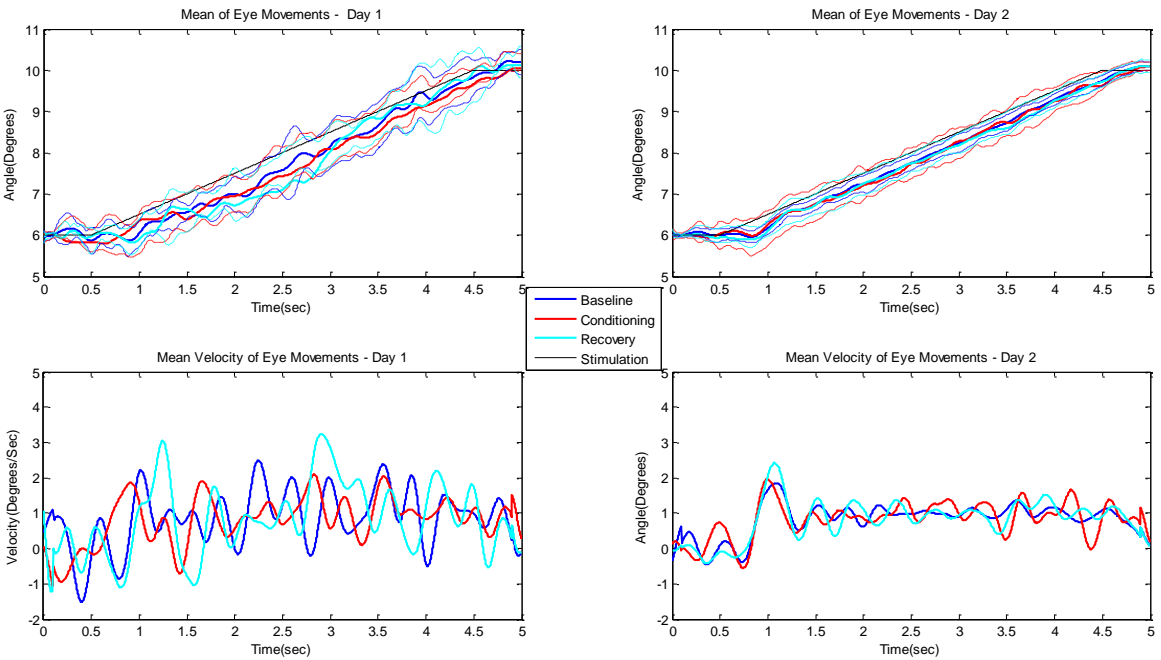 Mean of Eye Movements -  Day 1
Mean of Eye Movements - Day 2
11
10
9
8
7
6
5
Angle(Degrees)
0 0.5 1 1.5 2 2.5 3 3.5 4 4.5 5
Time(sec)
11
10
9
8
7
6
5
Angle(Degrees)
0 0.5 1 1.5 2 2.5 3 3.5 4 4.5 5
Time(sec)
Baseline
Conditioning
Recovery
Stimulation
Mean Velocity of Eye Movements - Day 1
Mean Velocity of Eye Movements - Day 2
5
4
3
2
1
0
-1
-2
Velocity(Degrees/Sec)
0 0.5 1 1.5 2 2.5 3 3.5 4 4.5 5
Time(sec)
5
4
3
2
1
0
-1
-2
Angle(Degrees)
0 0.5 1 1.5 2 2.5 3 3.5 4 4.5 5
Time(sec)